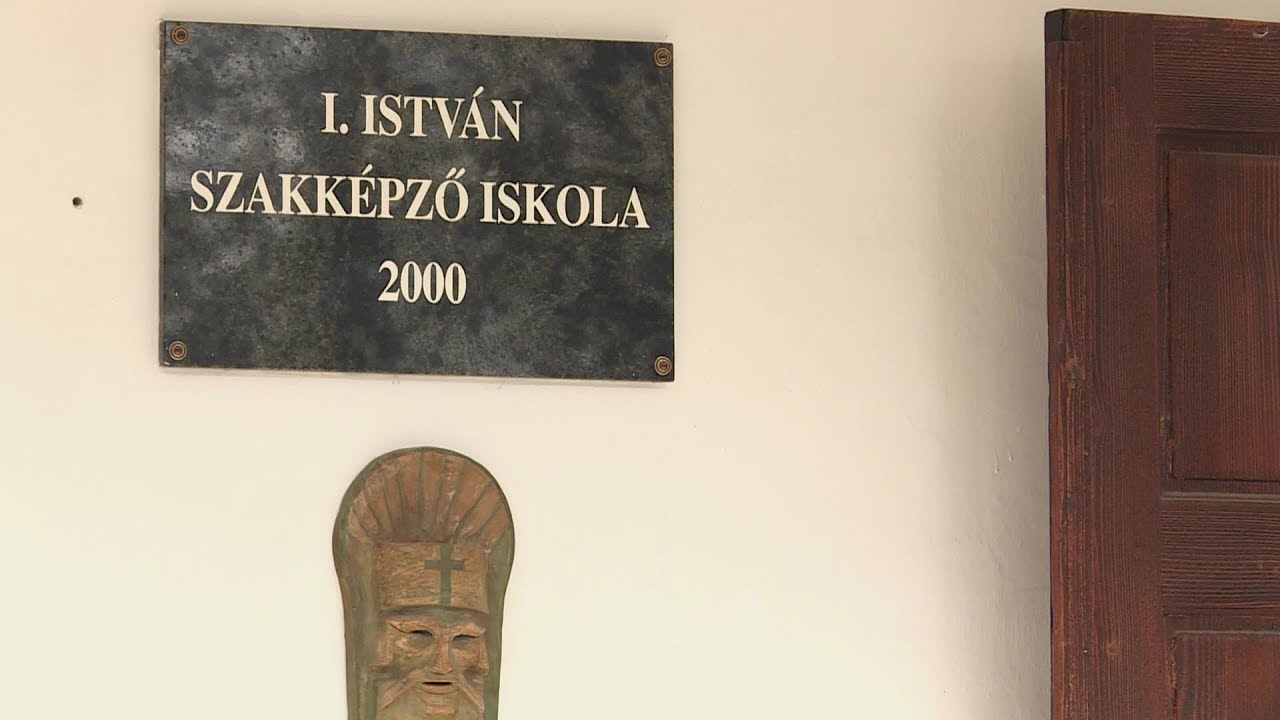 I. ISTVÁN
SZAKKÉPZŐ ISKOLA
2000